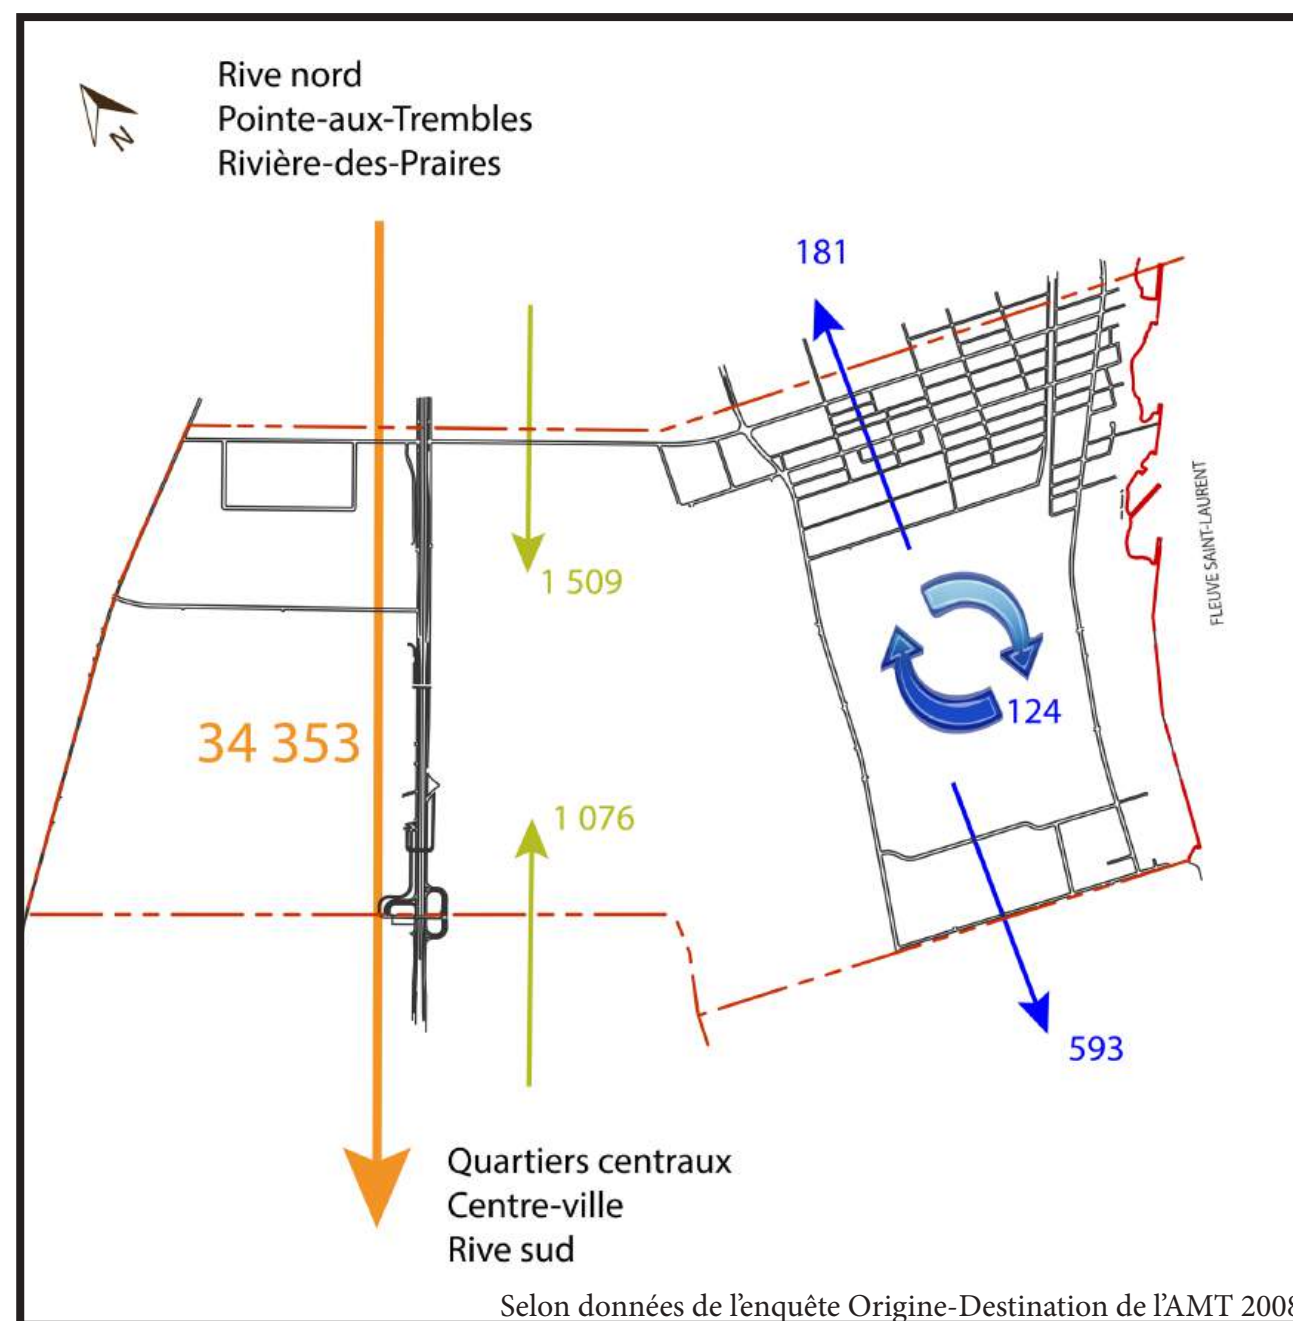 Rive nord
Pointe-aux-Trembles
Rivière-des-Praires
N
181
1 509
FLEUVE SAINT-LAURENT
124
34 353
1 076
593
Quartiers centraux
Centre-ville
Rive sud
Selon données de l'enquête Origine-Destination de l'AMT 2008